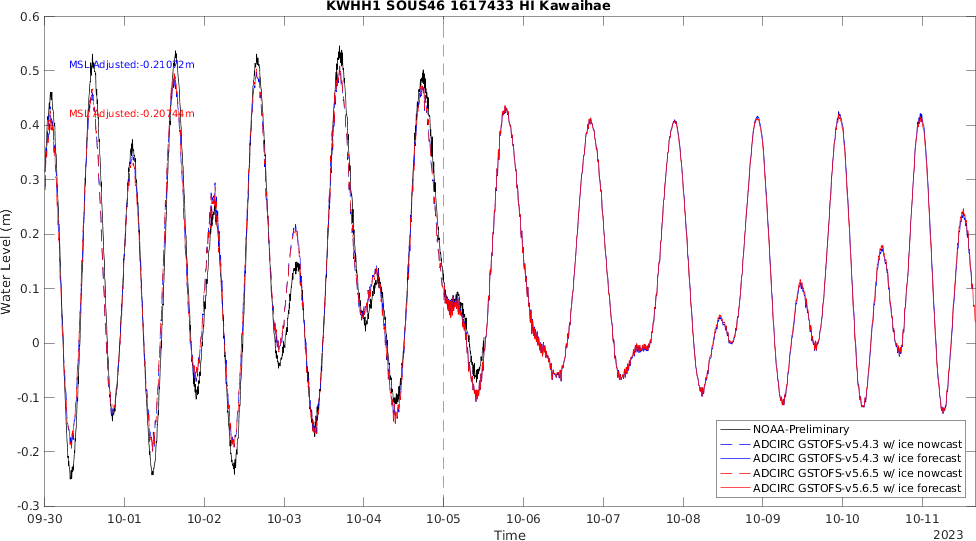 KWHH1 SOUS46 1617433 HI Kawaihae
0.6
0.5
0.4
0.3
0.2
0.1
0
-0.1
-0.2
-0.3
Water Level (m)
MSL Adjusted:-0.21072m
MSL Adjusted:-0.20744m
NOAA-Preliminary
ADCIRC GSTOFS-v5.4.3 w/ ice nowcast
ADCIRC GSTOFS-v5.4.3 w/ ice forecast
ADCIRC GSTOFS-v5.6.5 w/ ice nowcast
ADCIRC GSTOFS-v5.6.5 w/ ice forecast
09-30 10-01 10-02 10-03 10-04 10-05 10-06 10-07 10-08 10-09 10-10 10-11
Time
2023